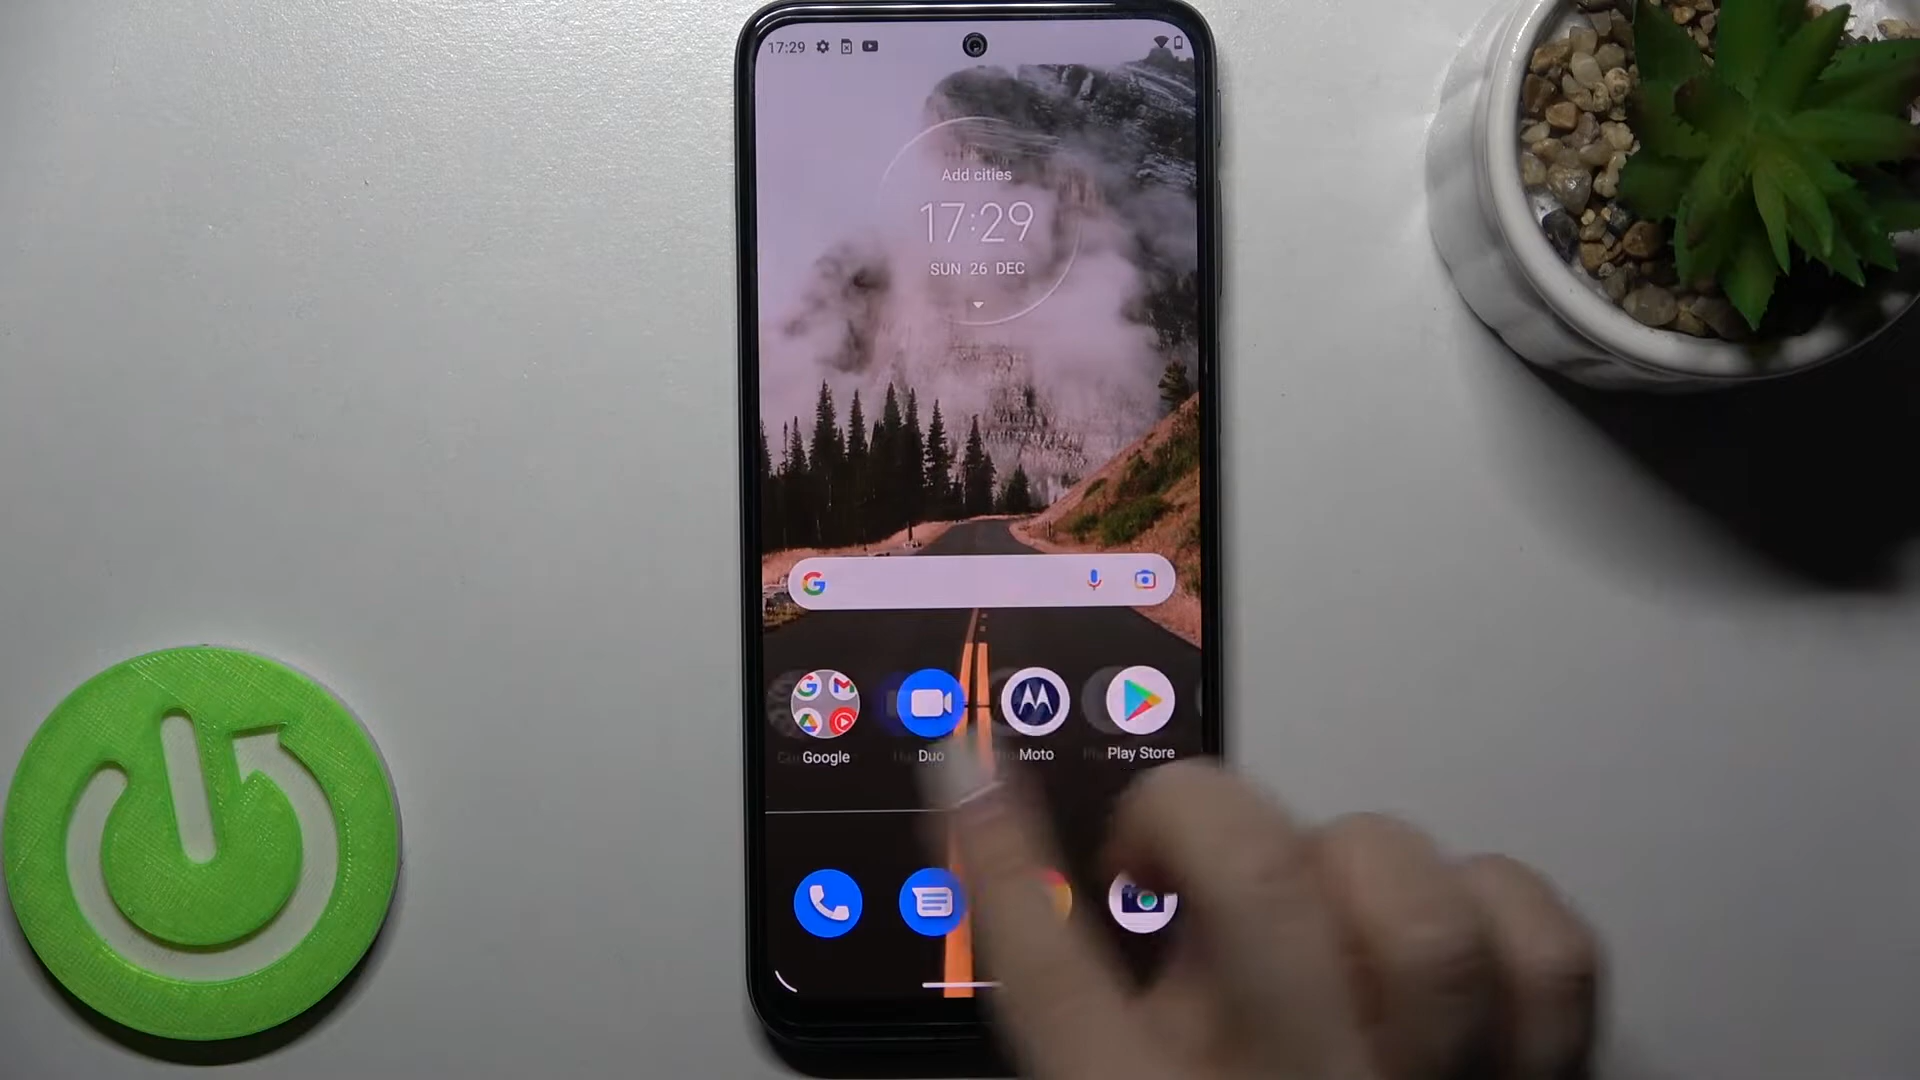 17:29
Add cities
17:29
SUN 26 DEC
Google
Duo
Moto
Play Store